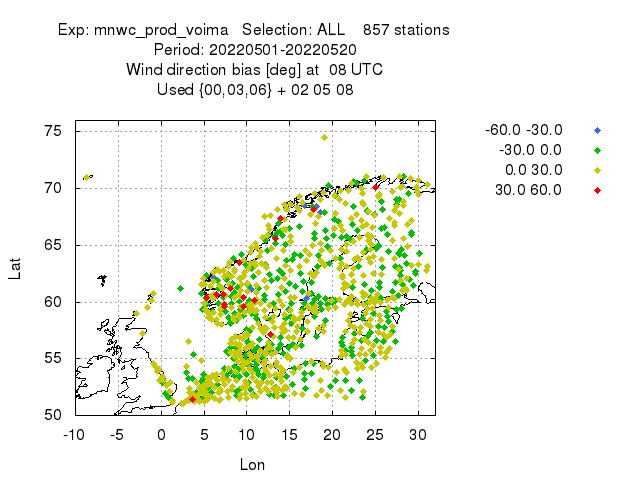 Exp: mnwc_prod_voima   Selection: ALL    857 stations
Period: 20220501-20220520
Wind direction bias [deg] at  08 UTC
Used {00,03,06} + 02 05 08
-60.0 -30.0
-30.0 0.0
0.0 30.0
30.0 60.0
75
70
65
60
55
50
Lat
-10 -5 0 5 10 15 20 25 30
Lon